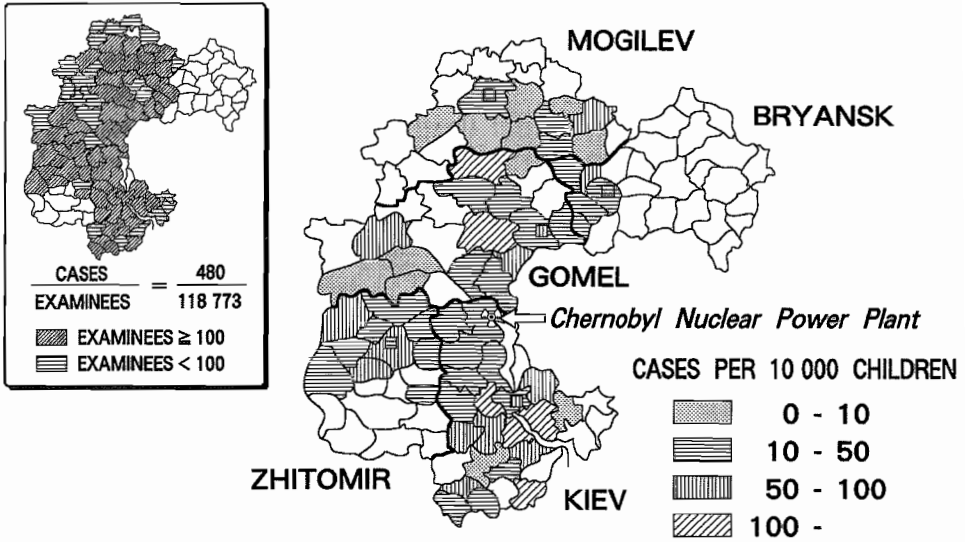 MOGILEV
BRYANSK
CASES = 480
EXAMINEES 118 773
EXAMINEES ≧ 100
EXAMINEES < 100
GOMEL
Chernobyl Nuclear Power Plant
CASES PER 10 000 CHILDREN
0 - 10
10 - 50
50 - 100
100 -
ZHITOMIR
KIEV